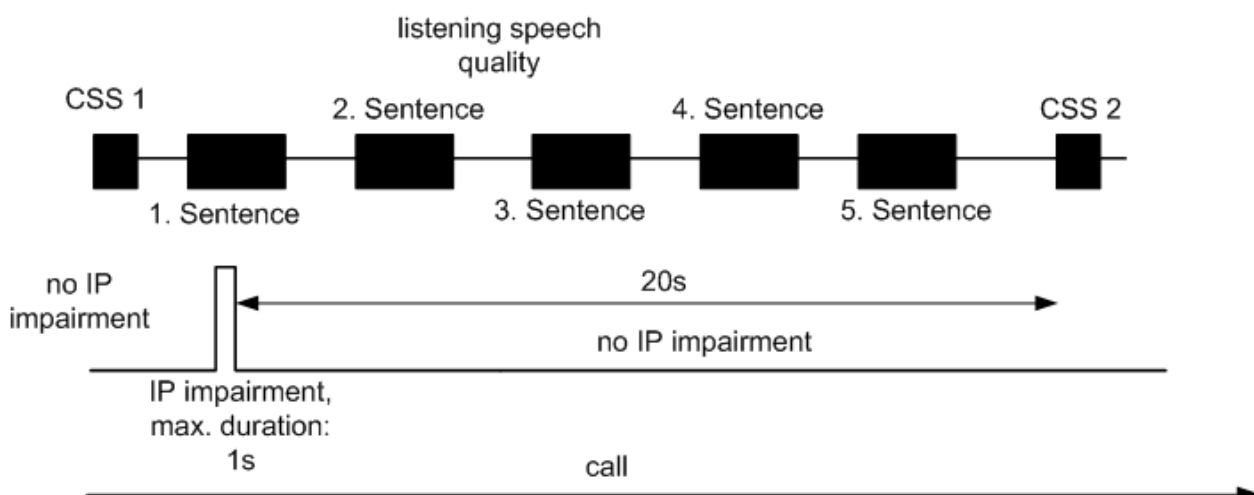 listening speech
quality
CSS 1
2. Sentence
4. Sentence
CSS 2
1. Sentence
3. Sentence
5. Sentence
no IP
impairment
20s
no IP impairment
IP impairment,
max. duration:
1s
call